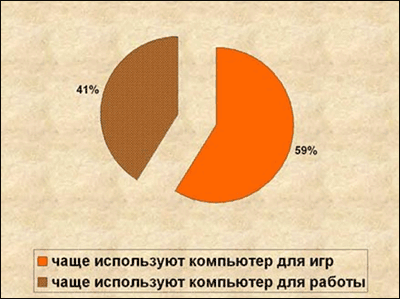 41%
59%
чаще используют компьютер для игр
чаще используют компьютер для работы